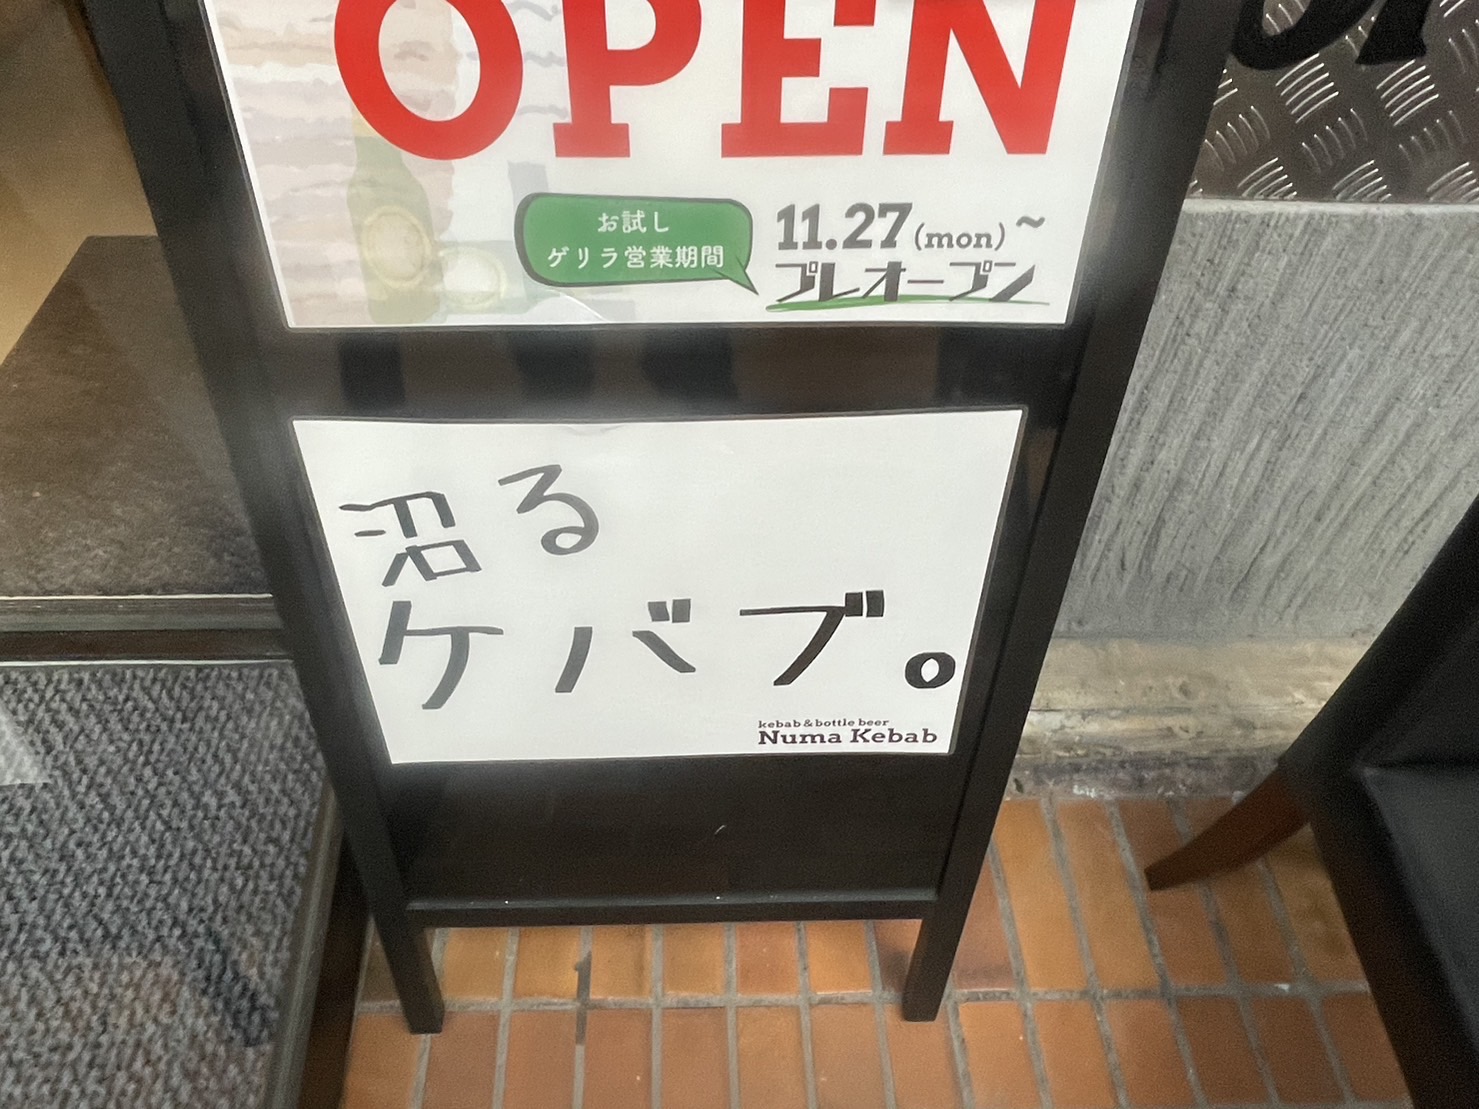 OPEN
お試し
ゲリラ営業期間
11.27(mon)~
プレオープン
沼る
ケバブ。
kebab & bottle beer
Numa Kebab